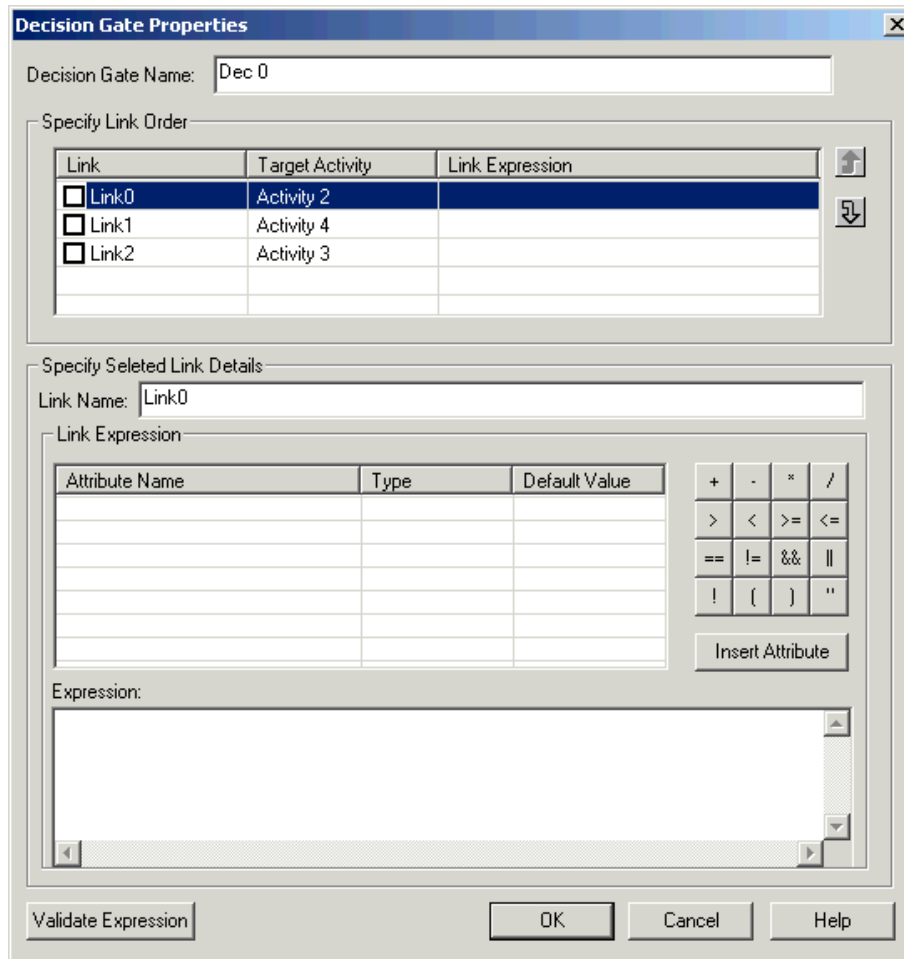 Decision Gate Properties
Decision Gate Name: Dec 0
Specify Link Order
Link Target Activity Link Expression
Link0 Activity 2
Link1 Activity 4
Link2 Activity 3
Specify Seleted Link Details
Link Name: Link0
Link Expression
Attribute Name Type Default Value
+ - * /
> < >= <=
== != && ||
! ( ) "
Insert Attribute
Expression:
Validate Expression OK Cancel Help